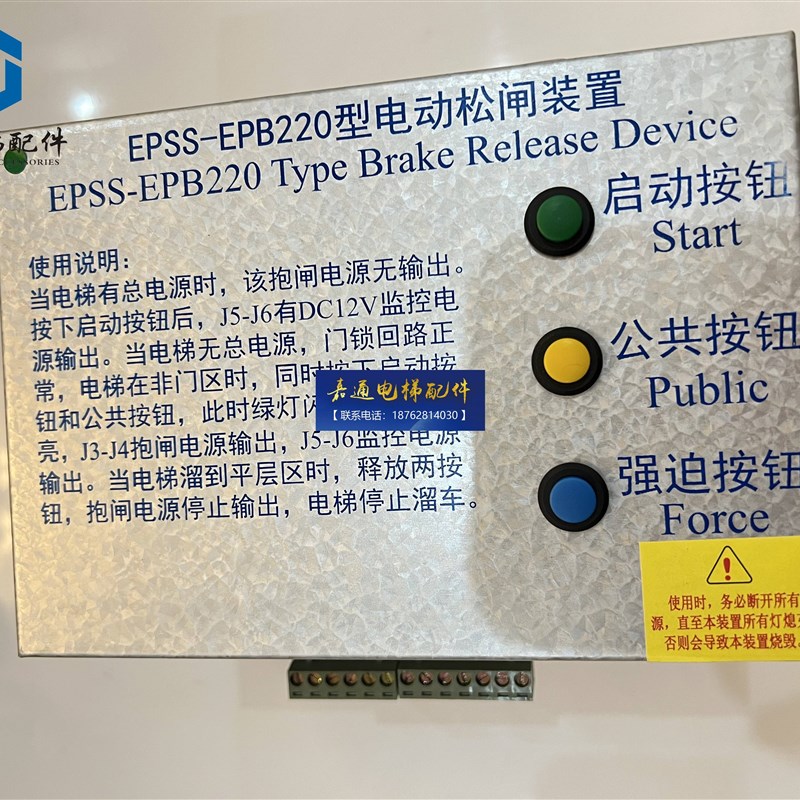 配件
ORIES
EPSS-EPB220型电动松闸装置
EPSS-EPB220 Type Brake Release Device
启动按钮
Start
公共按钮
Public
强迫按钮
Force
使用说明：
当电梯有总电源时，该抱闸电源无输出。
按下启动按钮后，J5-J6有DC12V监控电
源输出。当电梯无总电源，门锁回路正
常，电梯在非门区时，同时按下启动按
钮和公共按钮，此时绿灯闪
亮，J3-J4抱闸电源输出，J5-J6监控电源
输出。当电梯溜到平层区时，释放两按
钮，抱闸电源停止输出，电梯停止溜车。
嘉通电梯配件
【联系电话：18762814030】
使用时，务必断开所有
源，直至本装置所有灯熄
否则会导致本装置烧毁